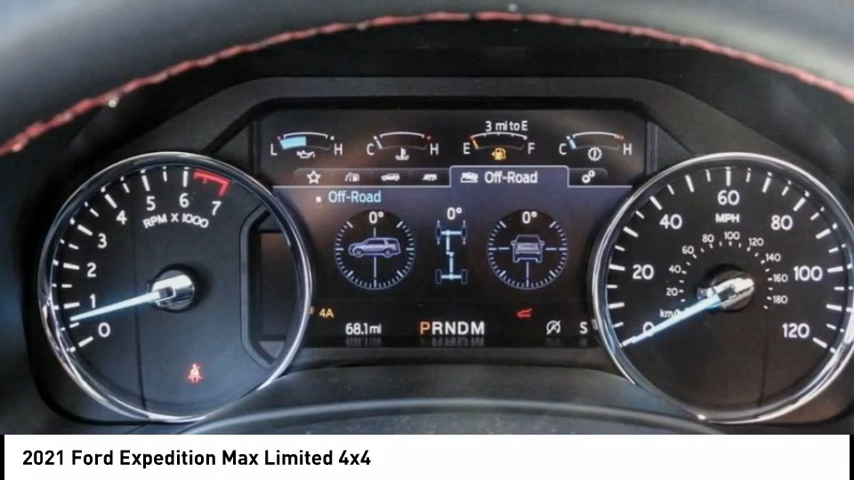 3 mi to E
L H C H E F C H
Off-Road
Off-Road
0° 0° 0°
0 1 2 3 4 5 6 7
RPM X 1000
0 20 40 60 80 100 120
MPH
20 40 60 80 100 120 140 160 180
km/h
4A
68.1 mi
PRNDM
S
2021 Ford Expedition Max Limited 4x4